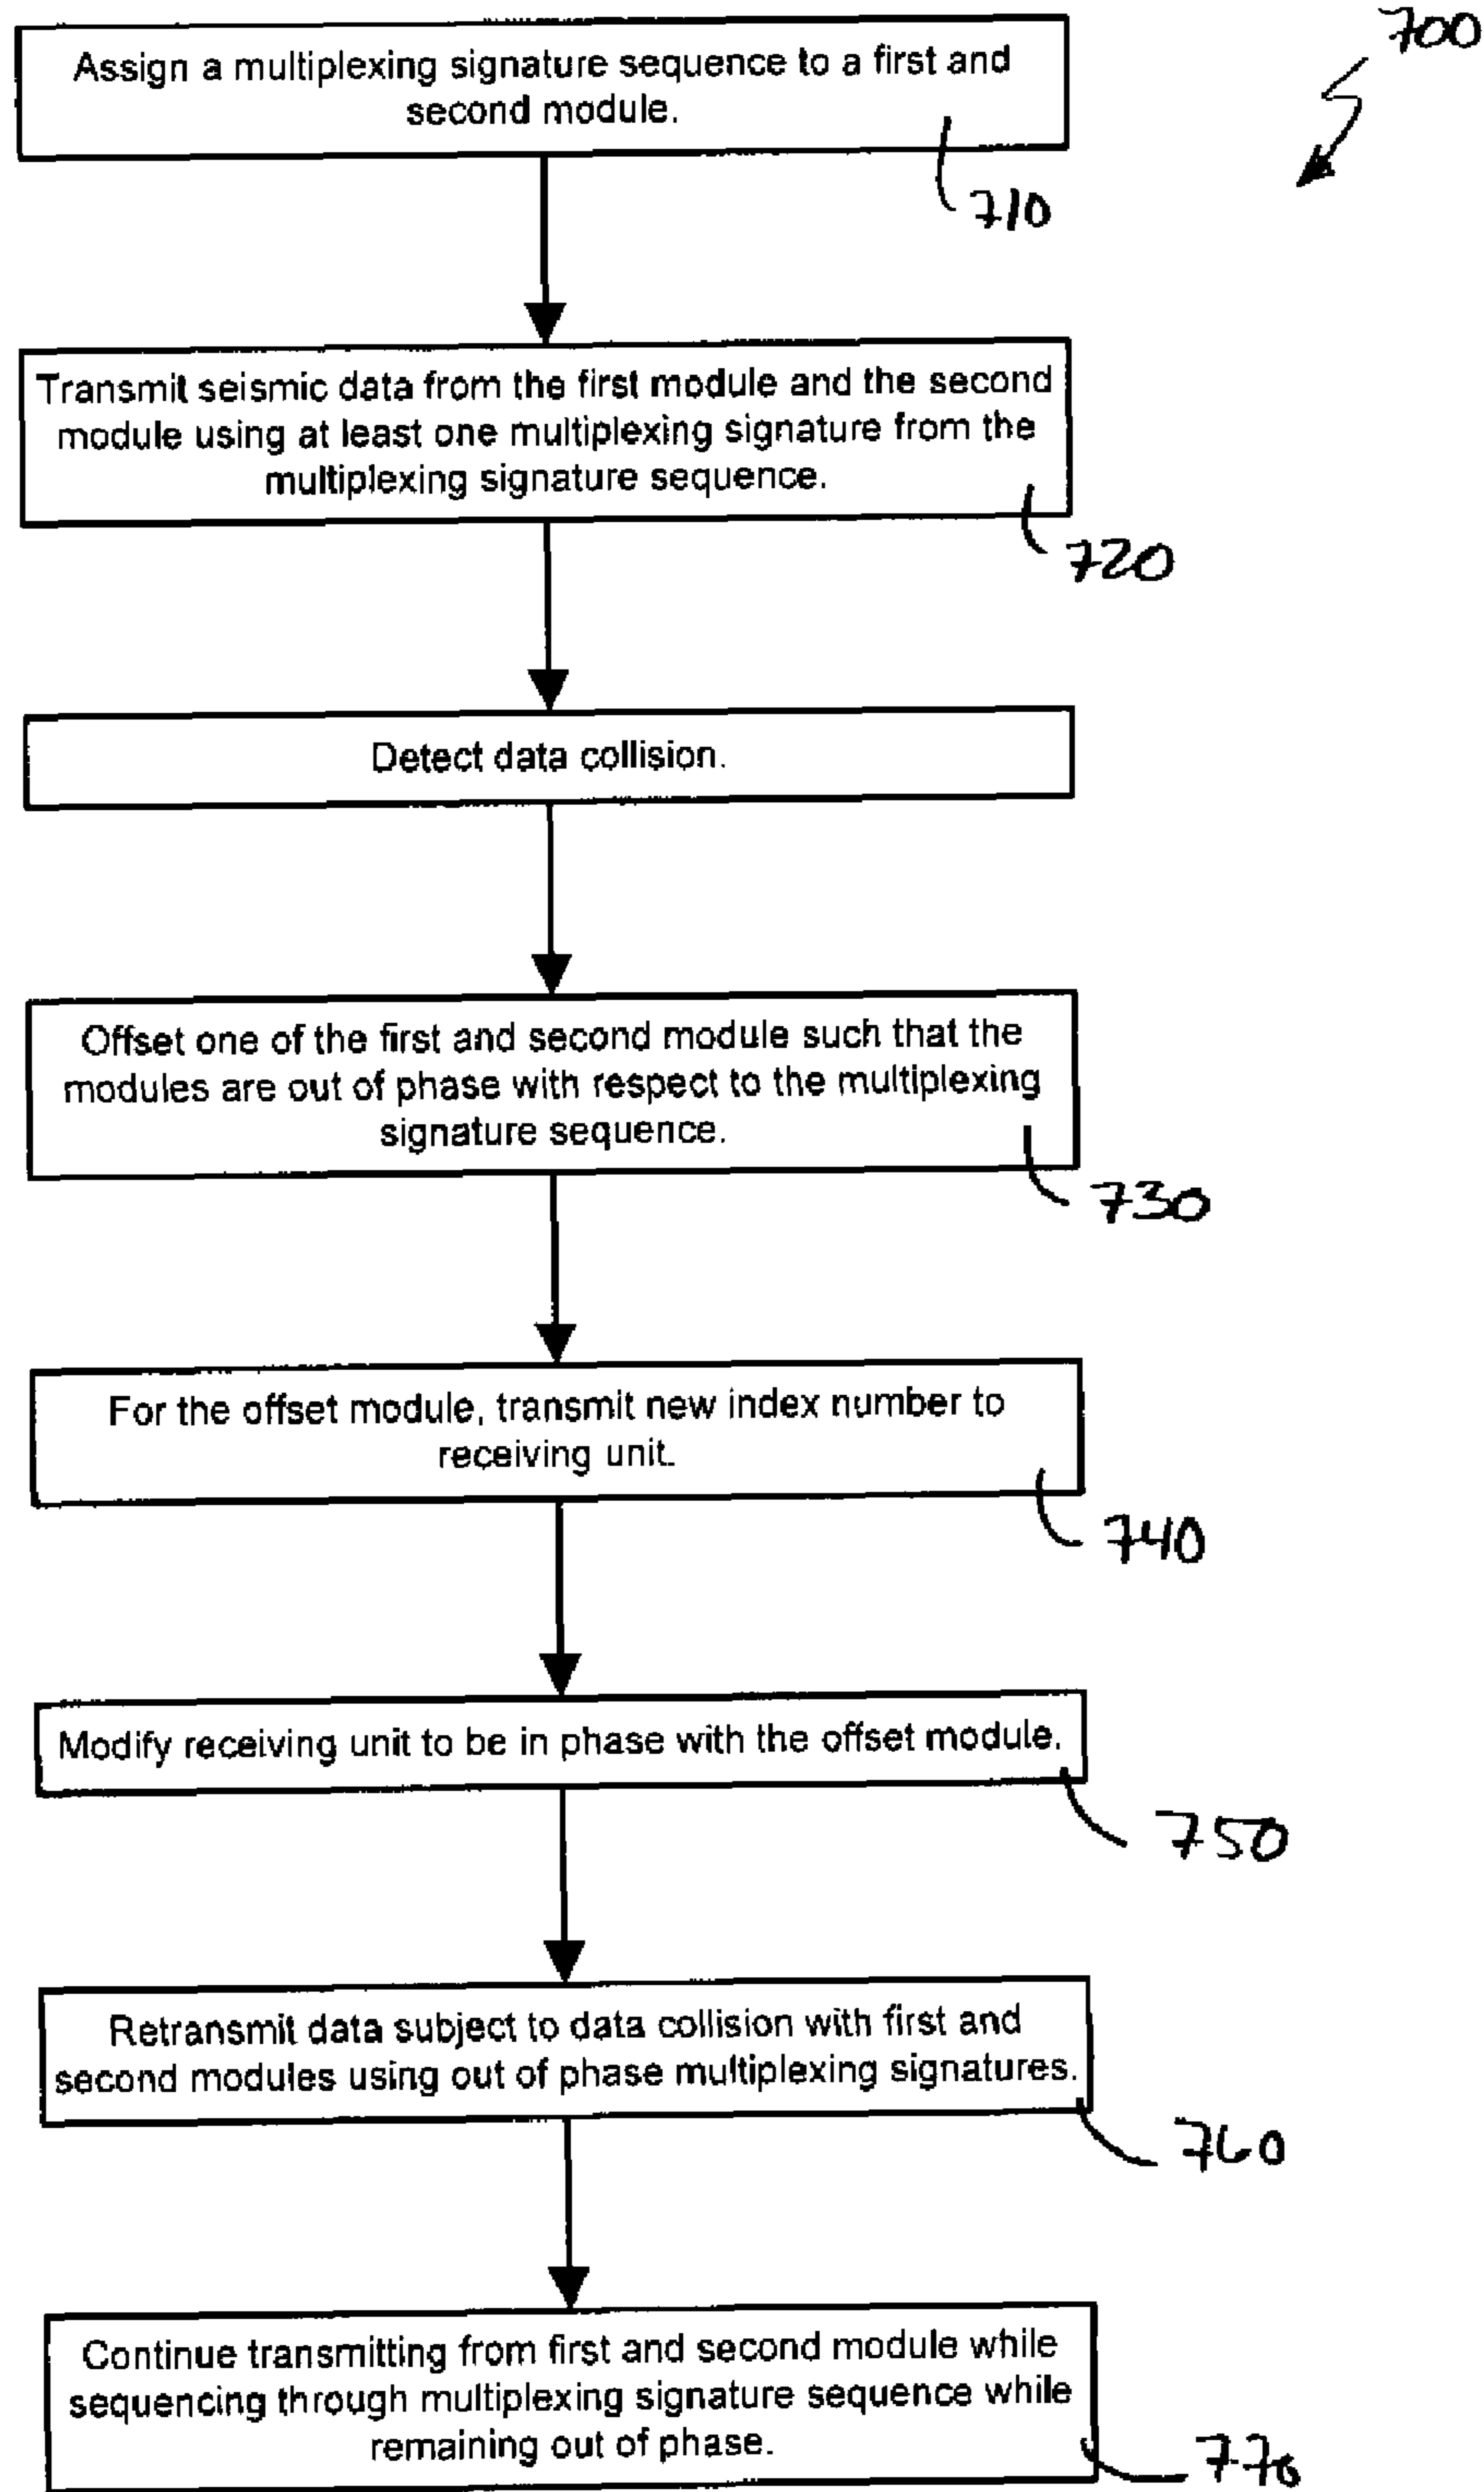 700
Assign a multiplexing signature sequence to a first and
second module.
710
Transmit seismic data from the first module and the second
module using at least one multiplexing signature from the
multiplexing signature sequence.
720
Detect data collision.
Offset one of the first and second module such that the
modules are out of phase with respect to the multiplexing
signature sequence.
730
For the offset module, transmit new index number to
receiving unit.
740
Modify receiving unit to be in phase with the offset module.
750
Retransmit data subject to data collision with first and
second modules using out of phase multiplexing signatures.
760
Continue transmitting from first and second module while
sequencing through multiplexing signature sequence while
remaining out of phase.
770